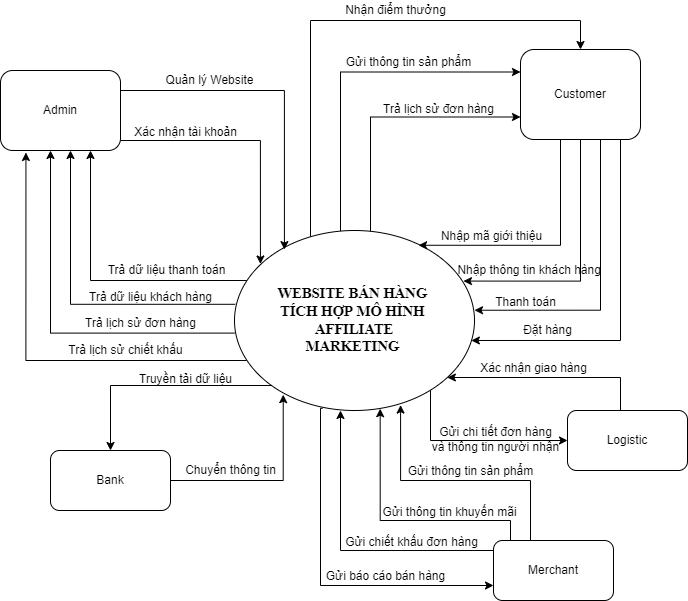 Nhận điểm thưởng
Gửi thông tin sản phẩm
Quản lý Website
Customer
Admin
Trả lịch sử đơn hàng
Xác nhận tài khoản
Nhập mã giới thiệu
Trả dữ liệu thanh toán
Nhập thông tin khách hàng
Trả dữ liệu khách hàng
WEBSITE BÁN HÀNG
TÍCH HỢP MÔ HÌNH
AFFILIATE
MARKETING
Thanh toán
Trả lịch sử đơn hàng
Đặt hàng
Trả lịch sử chiết khấu
Xác nhận giao hàng
Truyền tải dữ liệu
Gửi chi tiết đơn hàng
và thông tin người nhận
Logistic
Chuyển thông tin
Bank
Gửi thông tin sản phẩm
Gửi thông tin khuyến mãi
Gửi chiết khấu đơn hàng
Merchant
Gửi báo cáo bán hàng